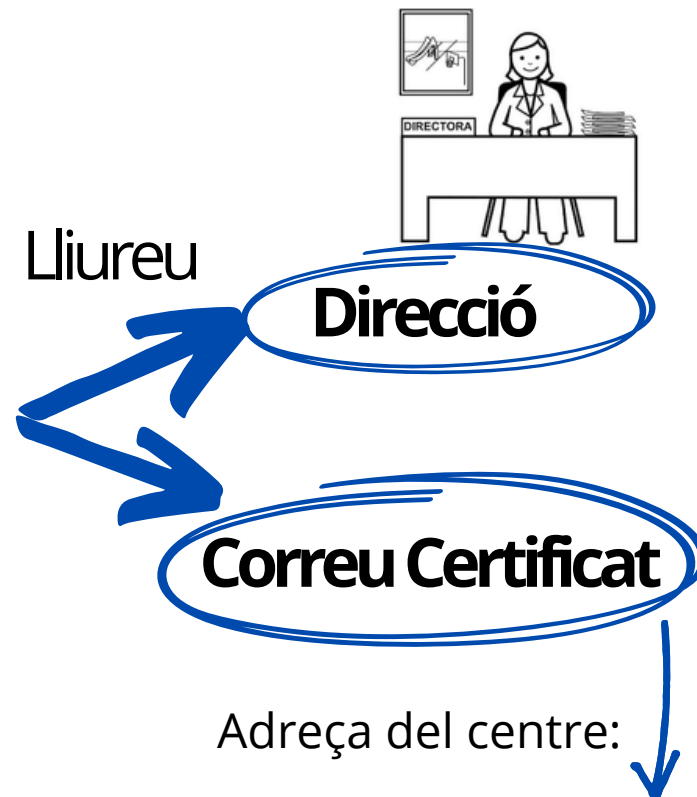 DIRECTORA
Lliureu
Direcció
Correu Certificat
Adreça del centre: